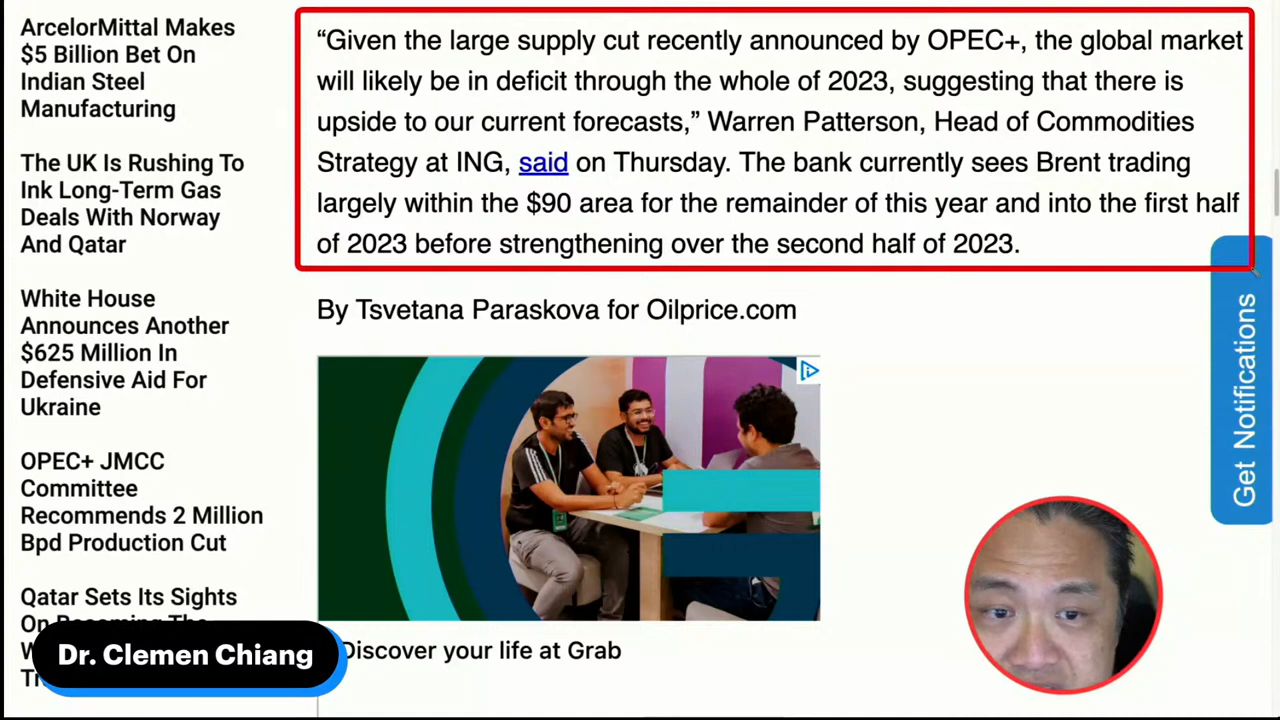 ArcelorMittal Makes
$5 Billion Bet On
Indian Steel
Manufacturing
The UK Is Rushing To
Ink Long-Term Gas
Deals With Norway
And Qatar
White House
Announces Another
$625 Million In
Defensive Aid For
Ukraine
OPEC+ JMCC
Committee
Recommends 2 Million
Bpd Production Cut
Qatar Sets Its Sights
On Becoming The
“Given the large supply cut recently announced by OPEC+, the global market
will likely be in deficit through the whole of 2023, suggesting that there is
upside to our current forecasts,” Warren Patterson, Head of Commodities
Strategy at ING, said on Thursday. The bank currently sees Brent trading
largely within the $90 area for the remainder of this year and into the first half
of 2023 before strengthening over the second half of 2023.
By Tsvetana Paraskova for Oilprice.com
Discover your life at Grab
Get Notifications
Dr. Clemen Chiang